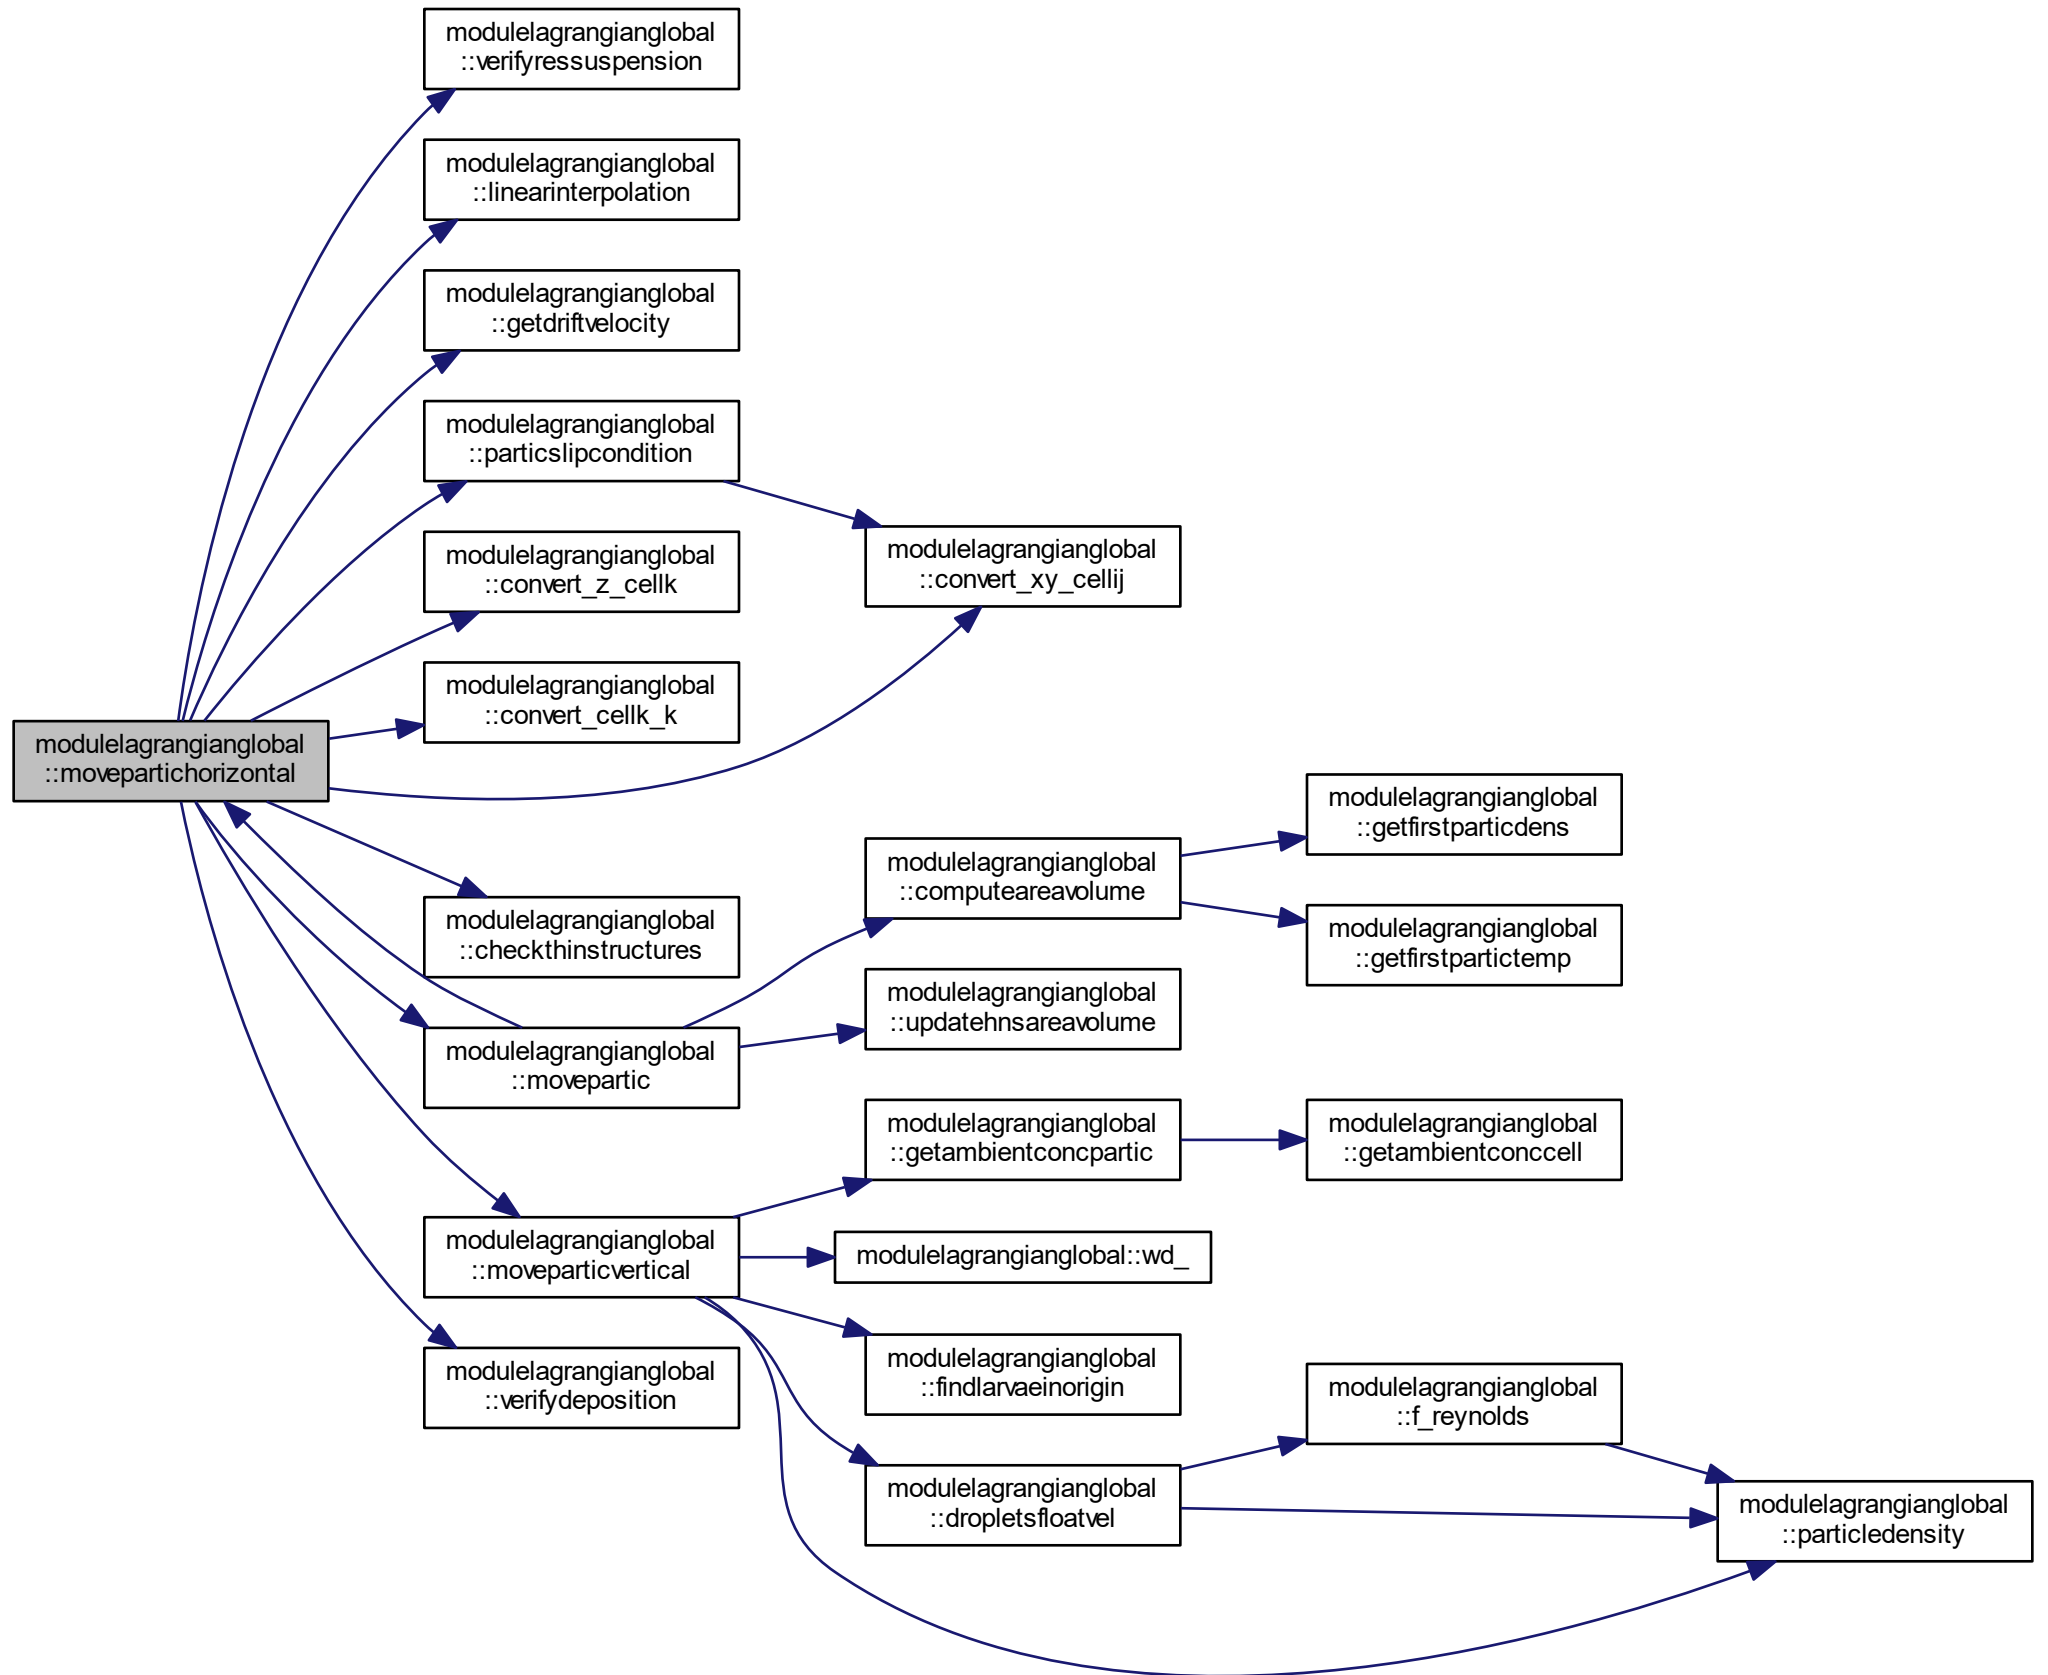 modulelagrangianglobal
::verifyressuspension
modulelagrangianglobal
::linearinterpolation
modulelagrangianglobal
::getdriftvelocity
modulelagrangianglobal
::particslipcondition
modulelagrangianglobal
::convert_z_cellk
modulelagrangianglobal
::convert_xy_cellij
modulelagrangianglobal
::convert_cellk_k
modulelagrangianglobal
::movepartichorizontal
modulelagrangianglobal
::getfirstparticdens
modulelagrangianglobal
::computeareavolume
modulelagrangianglobal
::checkthinstructures
modulelagrangianglobal
::getfirstpartictemp
modulelagrangianglobal
::updatehnsareavolume
modulelagrangianglobal
::movepartic
modulelagrangianglobal
::getambientconcpartic
modulelagrangianglobal
::getambientconccell
modulelagrangianglobal
::moveparticvertical
modulelagrangianglobal::wd_
modulelagrangianglobal
::findlarvaeinorigin
modulelagrangianglobal
::verifydeposition
modulelagrangianglobal
::f_reynolds
modulelagrangianglobal
::dropletsfloatvel
modulelagrangianglobal
::particledensity